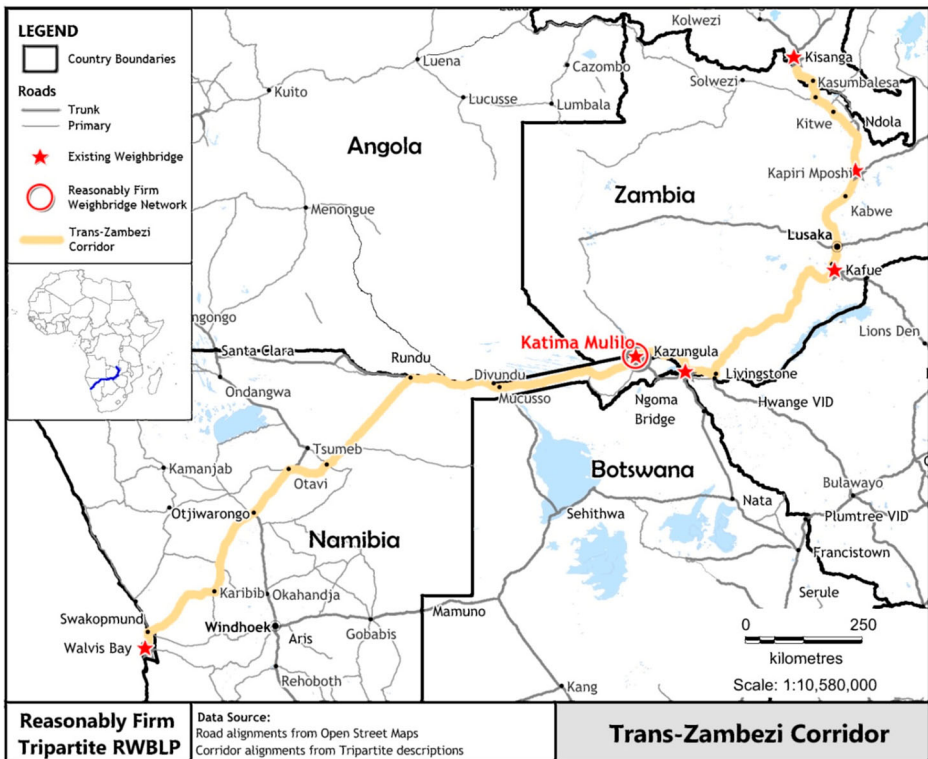 LEGEND
Country Boundaries
Roads
Trunk
Primary
Existing Weighbridge
Reasonably Firm
Weighbridge Network
Trans-Zambezi
Corridor
Kolwezi
Kisanga
Luena
Cazombo
Solwezi
Kasumbalesa
Kuito
Lucusse
Lumbala
Kitwe
Ndola
Angola
Kapiri Mposhi
Zambia
Menongue
Kabwe
Lusaka
Kafue
ngongo
Lions Den
Santa Clara
Rundu
Katima Mulilo
Kazungula
Divundu
Livingstone
Ondangwa
Mucusso
Ngoma
Bridge
Hwange VID
Tsumeb
Kamanjab
Otavi
Botswana
Bulawayo
Otjiwarongo
Sehithwa
Nata
Plumtree VID
Namibia
Francistown
Karibib
Okahandja
Serule
Swakopmund
Mamuno
Windhoek
Aris
Gobabis
Walvis Bay
Rehoboth
Kang
0 250
kilometres
Scale: 1:10,580,000
Reasonably Firm
Tripartite RWBLP
Data Source:
Road alignments from Open Street Maps
Corridor alignments from Tripartite descriptions
Trans-Zambezi Corridor